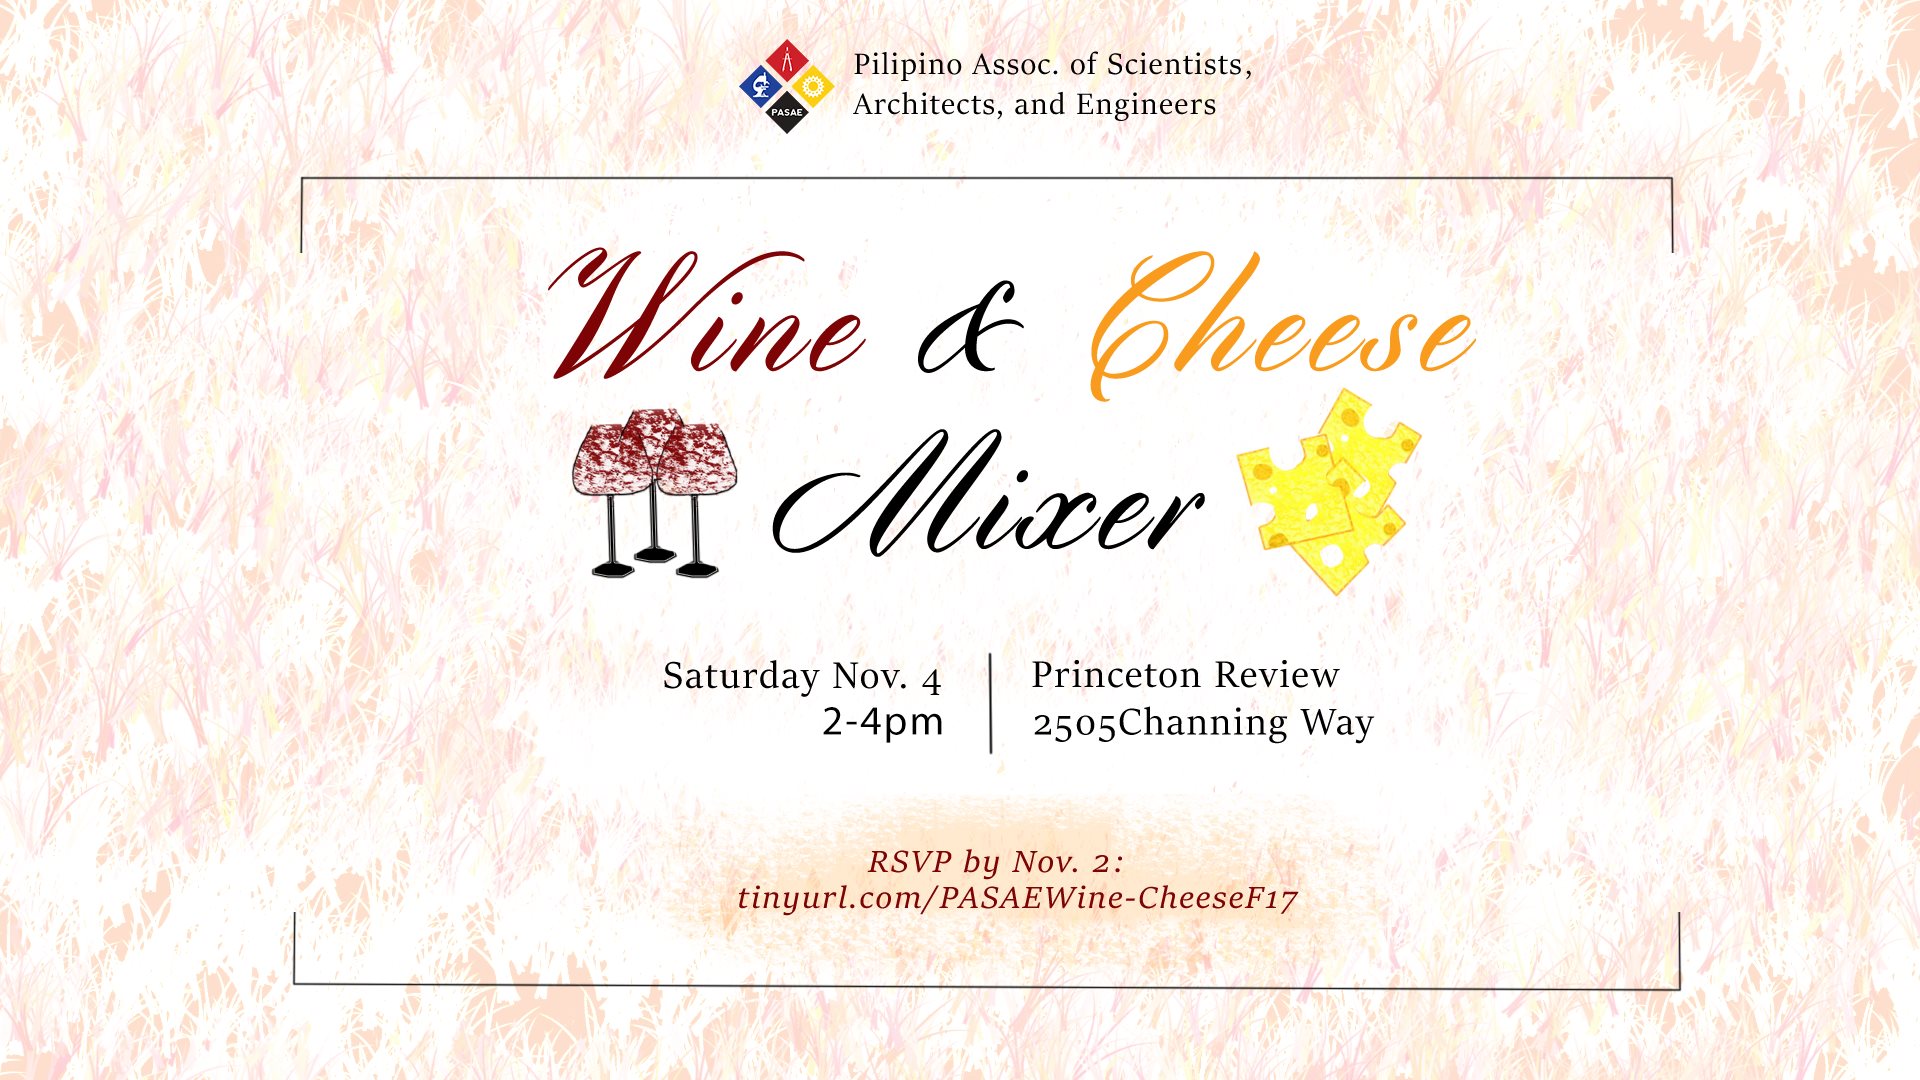 PASAE
Pilipino Assoc. of Scientists,
Architects, and Engineers
Wine & Cheese
Mixer
Saturday Nov. 4
2-4pm
Princeton Review
2505Channing Way
RSVP by Nov. 2:
tinyurl.com/PASAEWine-CheeseF17